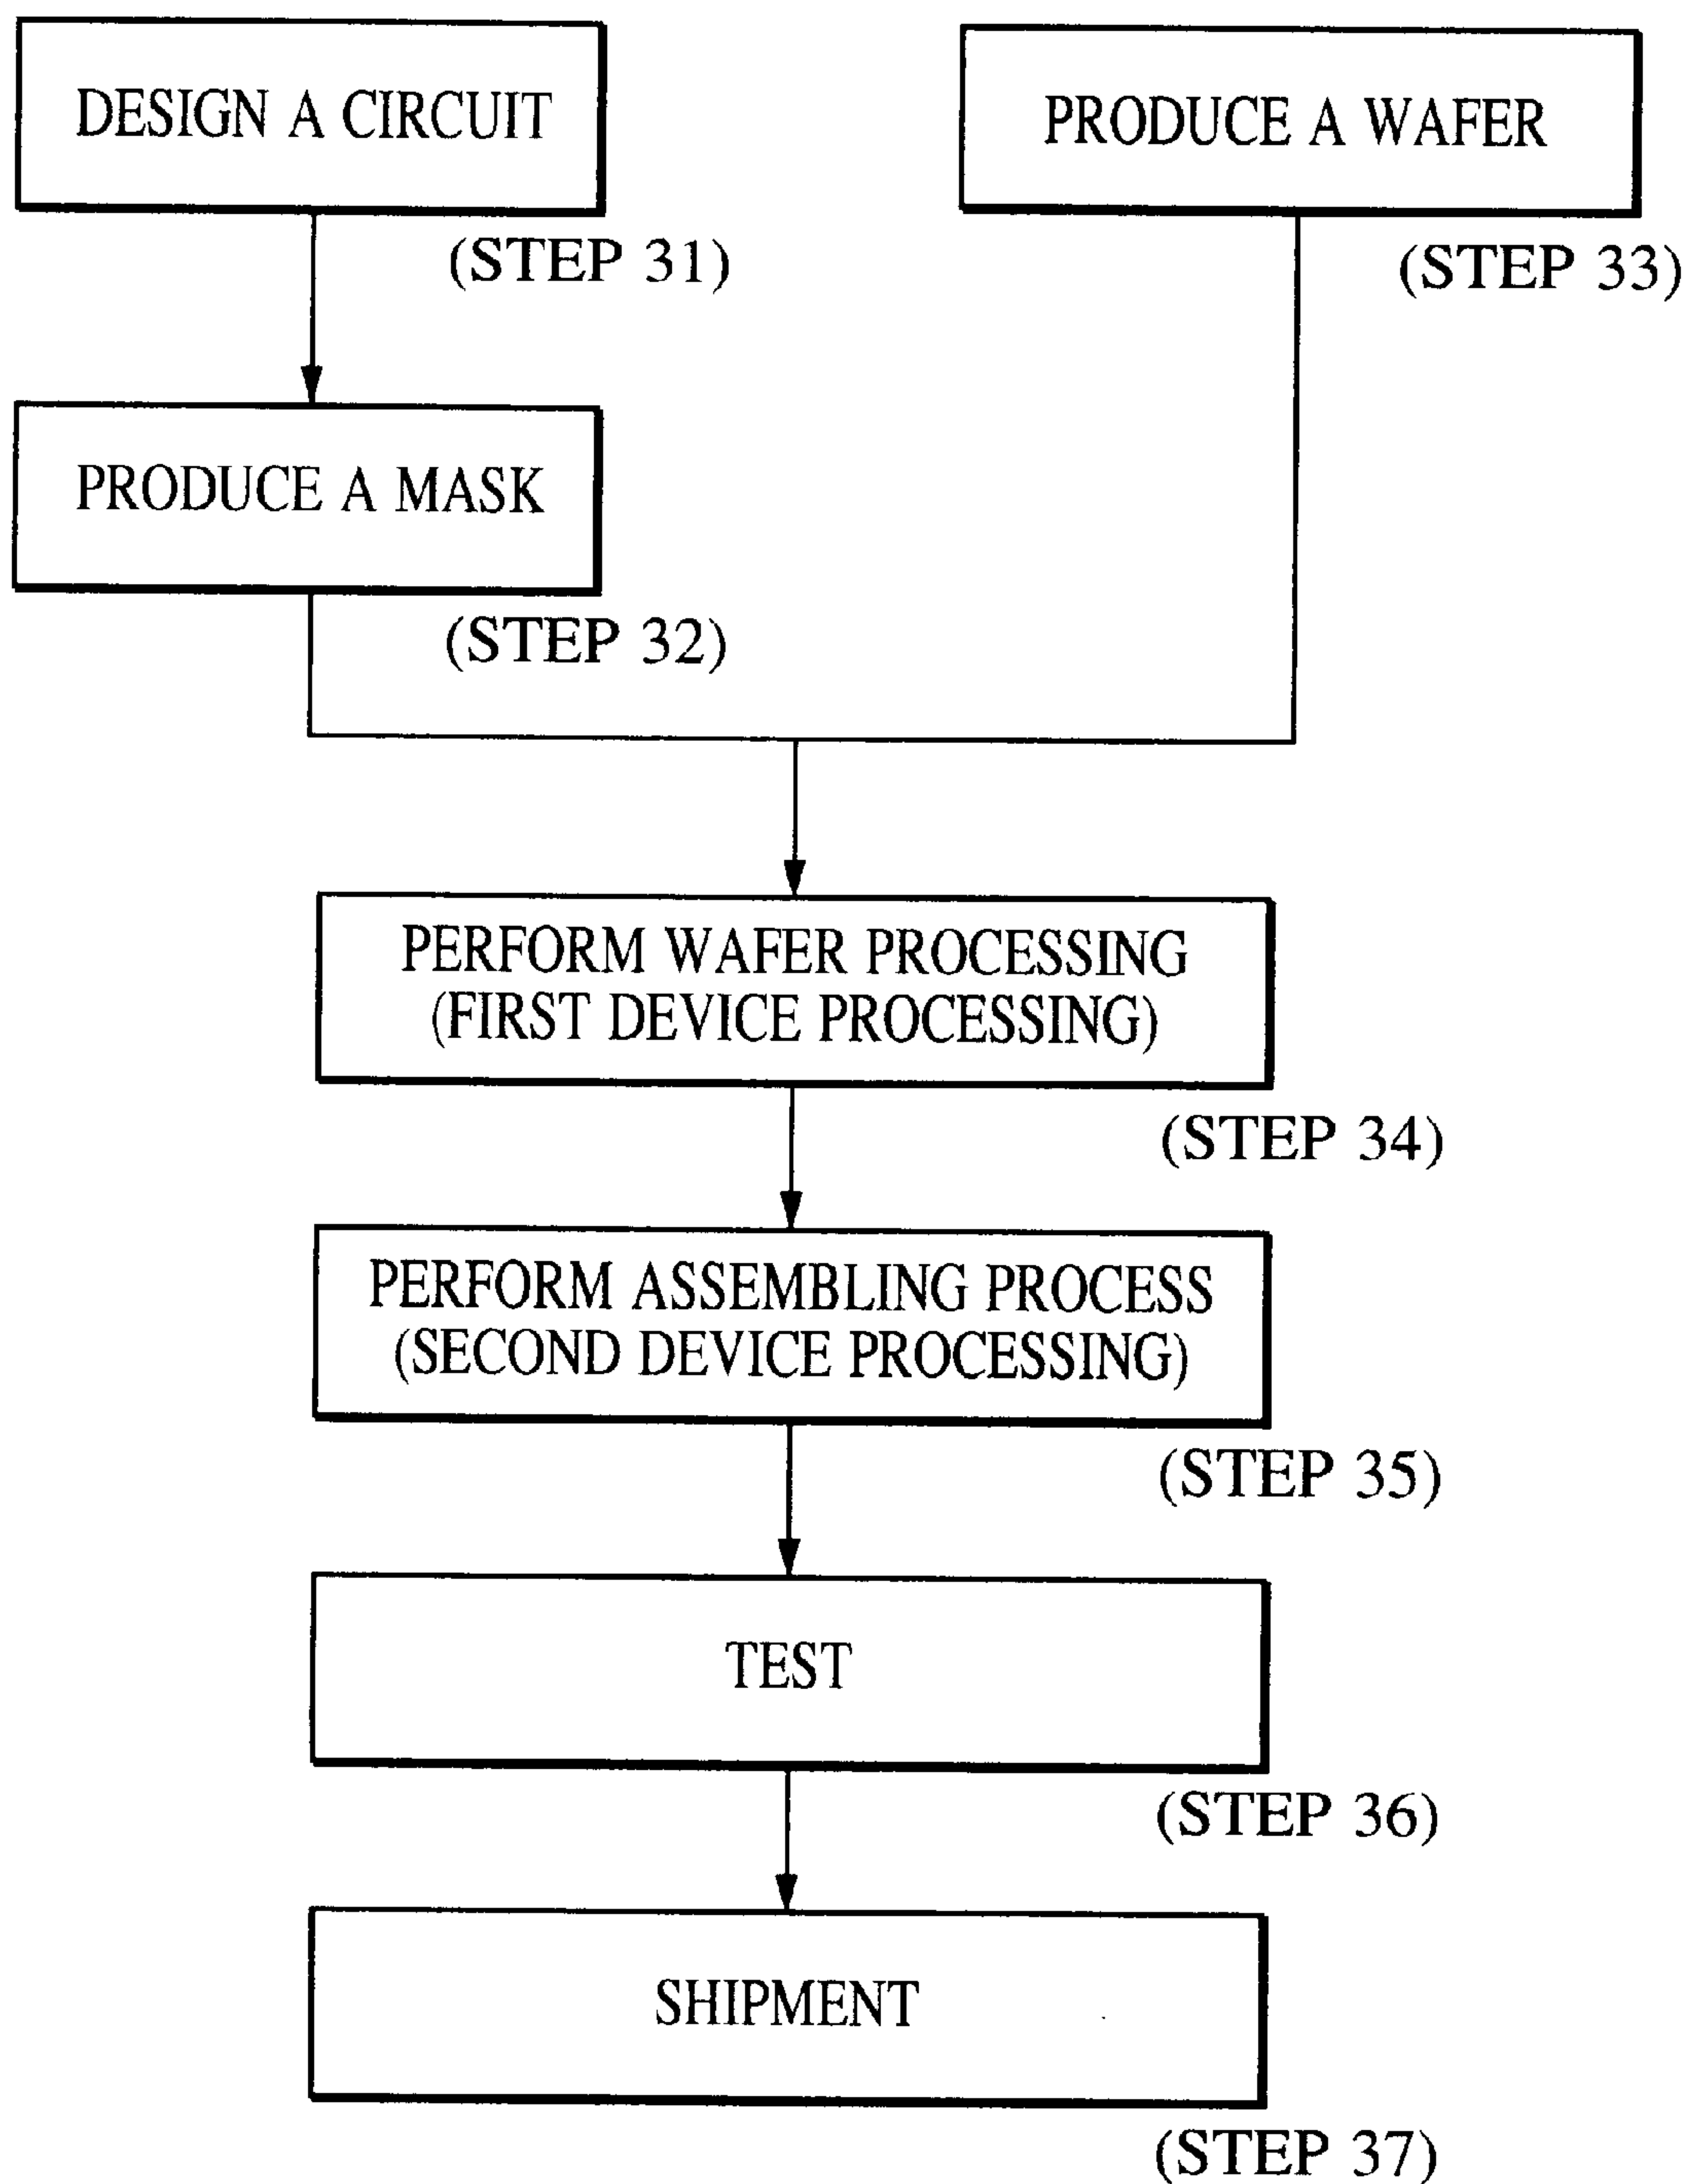 DESIGN A CIRCUIT
(STEP 31)
PRODUCE A WAFER
(STEP 33)
PRODUCE A MASK
(STEP 32)
PERFORM WAFER PROCESSING
(FIRST DEVICE PROCESSING)
(STEP 34)
PERFORM ASSEMBLING PROCESS
(SECOND DEVICE PROCESSING)
(STEP 35)
TEST
(STEP 36)
SHIPMENT
(STEP 37)